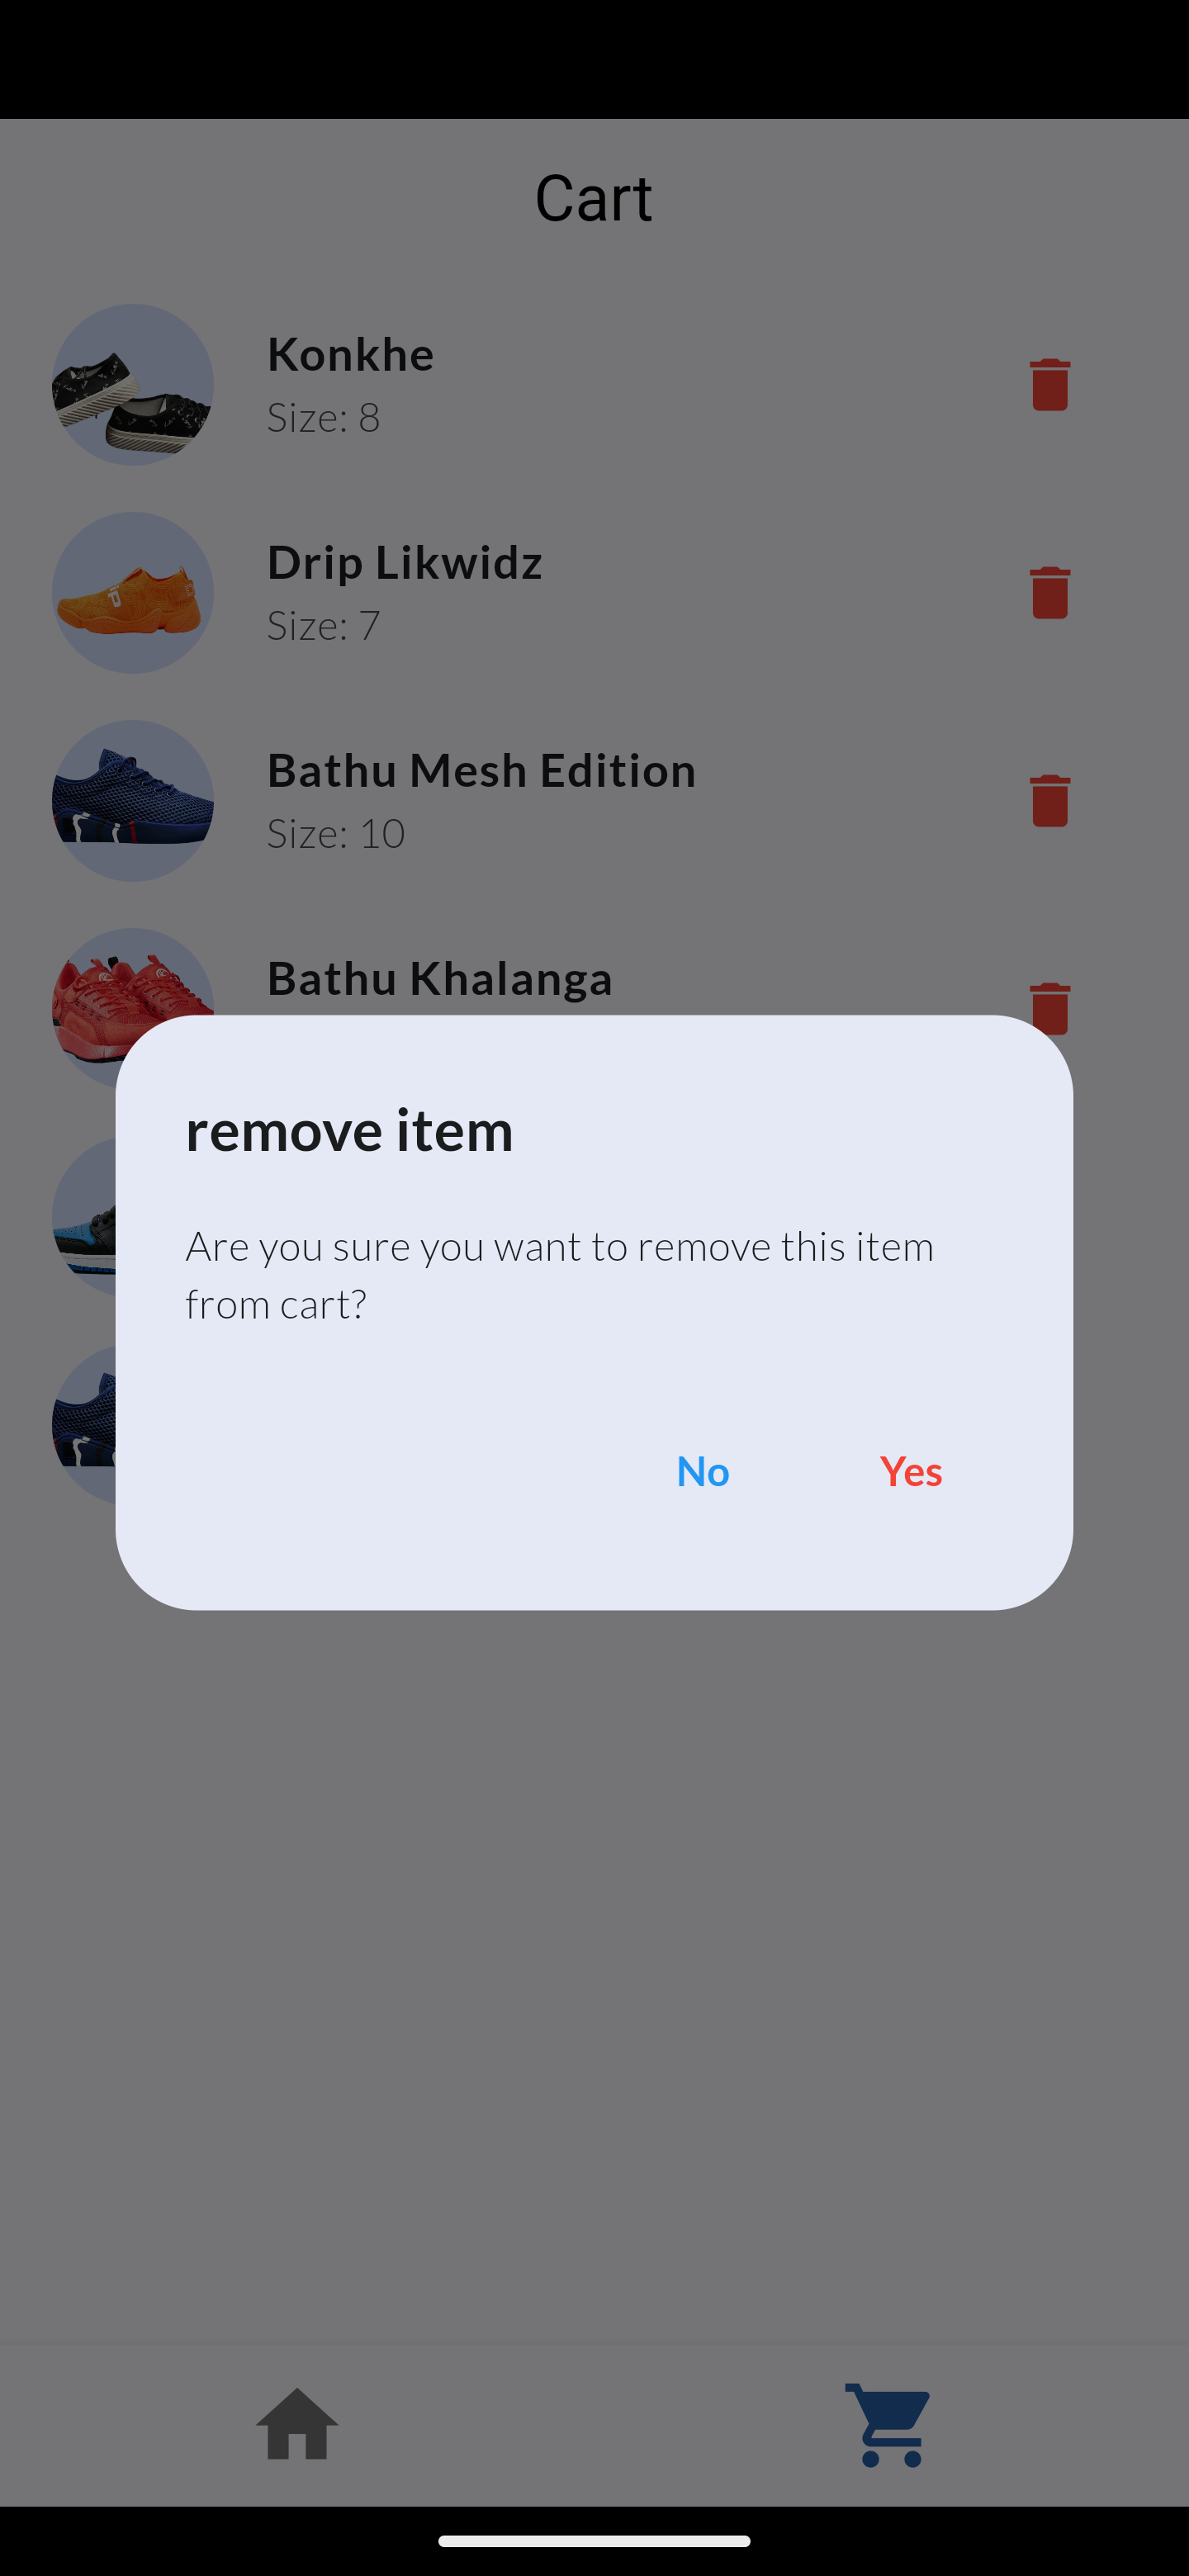 Cart
Konkhe
Size: 8
Drip Likwidz
Size: 7
Bathu Mesh Edition
Size: 10
Bathu Khalanga
remove item
Are you sure you want to remove this item
from cart?
No
Yes